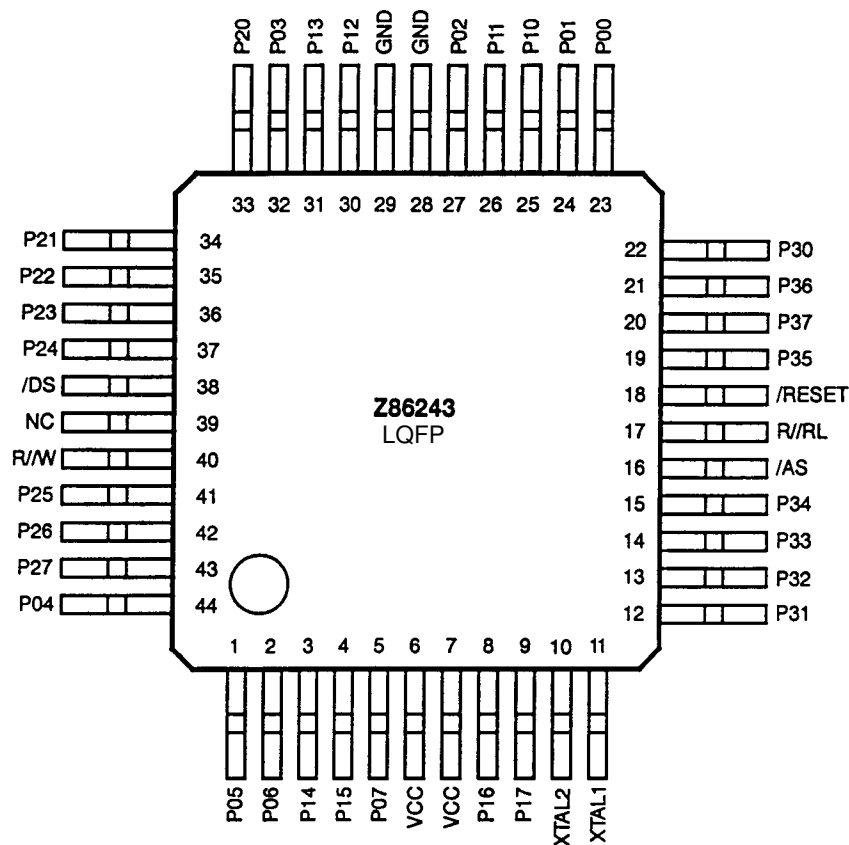 P20 P03 P13 P12 GND GND P02 P11 P10 P01 P00
33 32 31 30 29 28 27 26 25 24 23
P21 34
P22 35
P23 36
P24 37
/DS 38
NC 39
R//W 40
P25 41
P26 42
P27 43
P04 44
Z86243
LQFP
22 P30
21 P36
20 P37
19 P35
18 /RESET
17 R//RL
16 /AS
15 P34
14 P33
13 P32
12 P31
1 2 3 4 5 6 7 8 9 10 11
P05 P06 P14 P15 P07 VCC VCC P16 P17 XTAL2 XTAL1